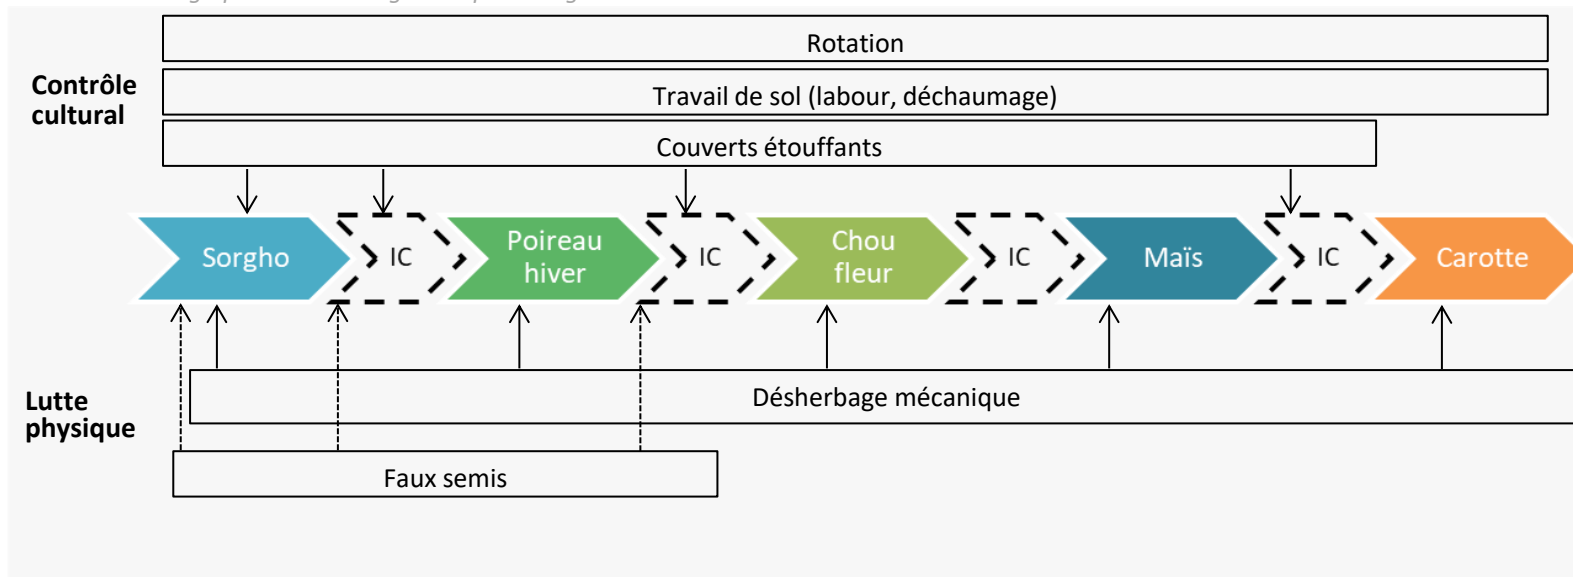 Rotation
Contrôle
cultural
Travail de sol (labour, déchaumage)
Couverts étouffants
Sorgho
IC
Poireau
hiver
IC
Chou
fleur
IC
Maïs
IC
Carotte
Désherbage mécanique
Lutte
physique
Faux semis